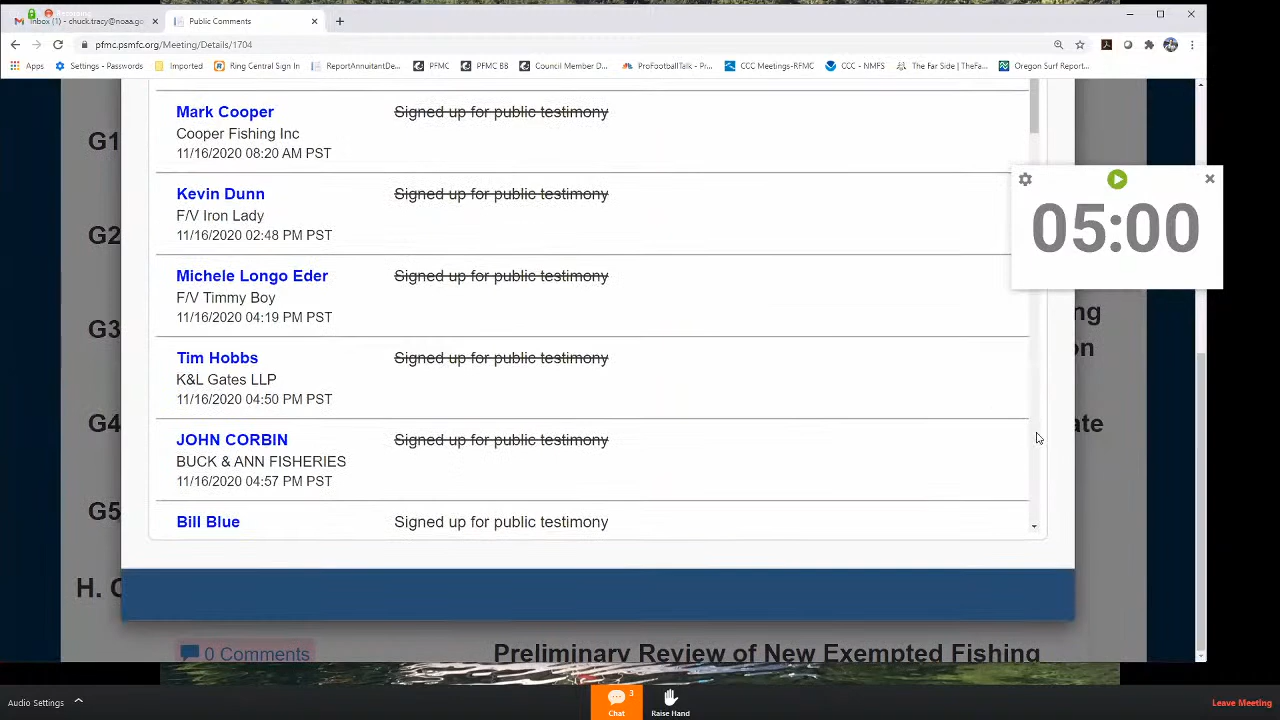 Inbox (1) - chuck.tracy@noaa.go
Public Comments
pfmc.psmfc.org/Meeting/Details/1704
Apps Settings - Passwords Imported Ring Central Sign In ReportAnnuitantDe... PFMC PFMC BB Council Member D... ProFootballTalk - Pr... CCC Meetings-RFMC CCC - NMFS The Far Side | TheFa... Oregon Surf Report...
G1
G2
G3
G4
G5
H. C
Mark Cooper Signed up for public testimony
Cooper Fishing Inc
11/16/2020 08:20 AM PST
Kevin Dunn Signed up for public testimony
F/V Iron Lady
11/16/2020 02:48 PM PST
Michele Longo Eder Signed up for public testimony
F/V Timmy Boy
11/16/2020 04:19 PM PST
Tim Hobbs Signed up for public testimony
K&L Gates LLP
11/16/2020 04:50 PM PST
JOHN CORBIN Signed up for public testimony
BUCK & ANN FISHERIES
11/16/2020 04:57 PM PST
Bill Blue Signed up for public testimony
05:00
ng
on
ate
0 Comments
Preliminary Review of New Exempted Fishing
Audio Settings
3
Chat
Raise Hand
Leave Meeting